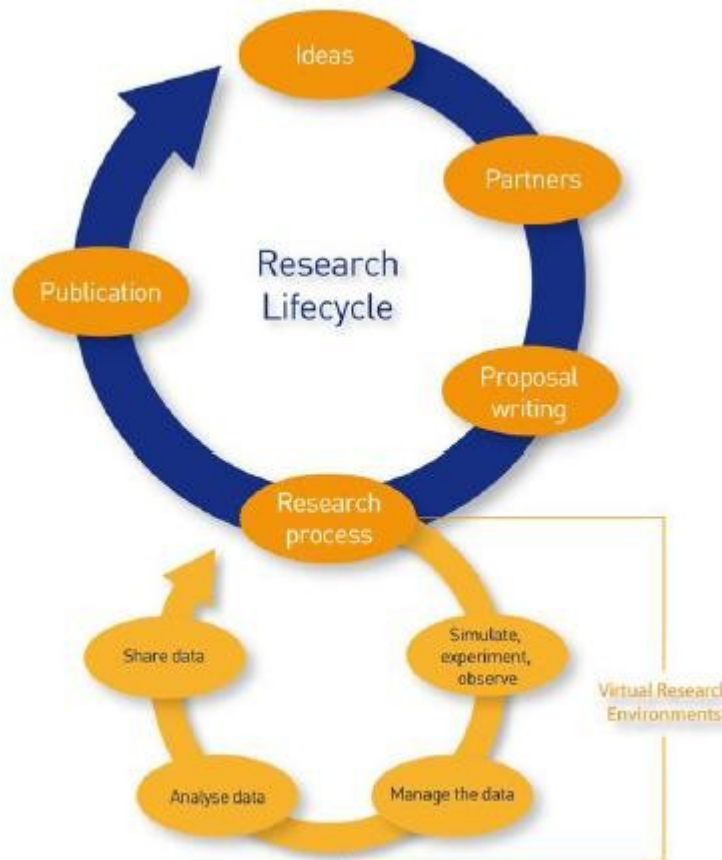 Ideas
Partners
Research
Lifecycle
Publication
Proposal
writing
Research
process
Share data
Simulate,
experiment,
observe
Virtual Research
Environments
Analyse data
Manage the data